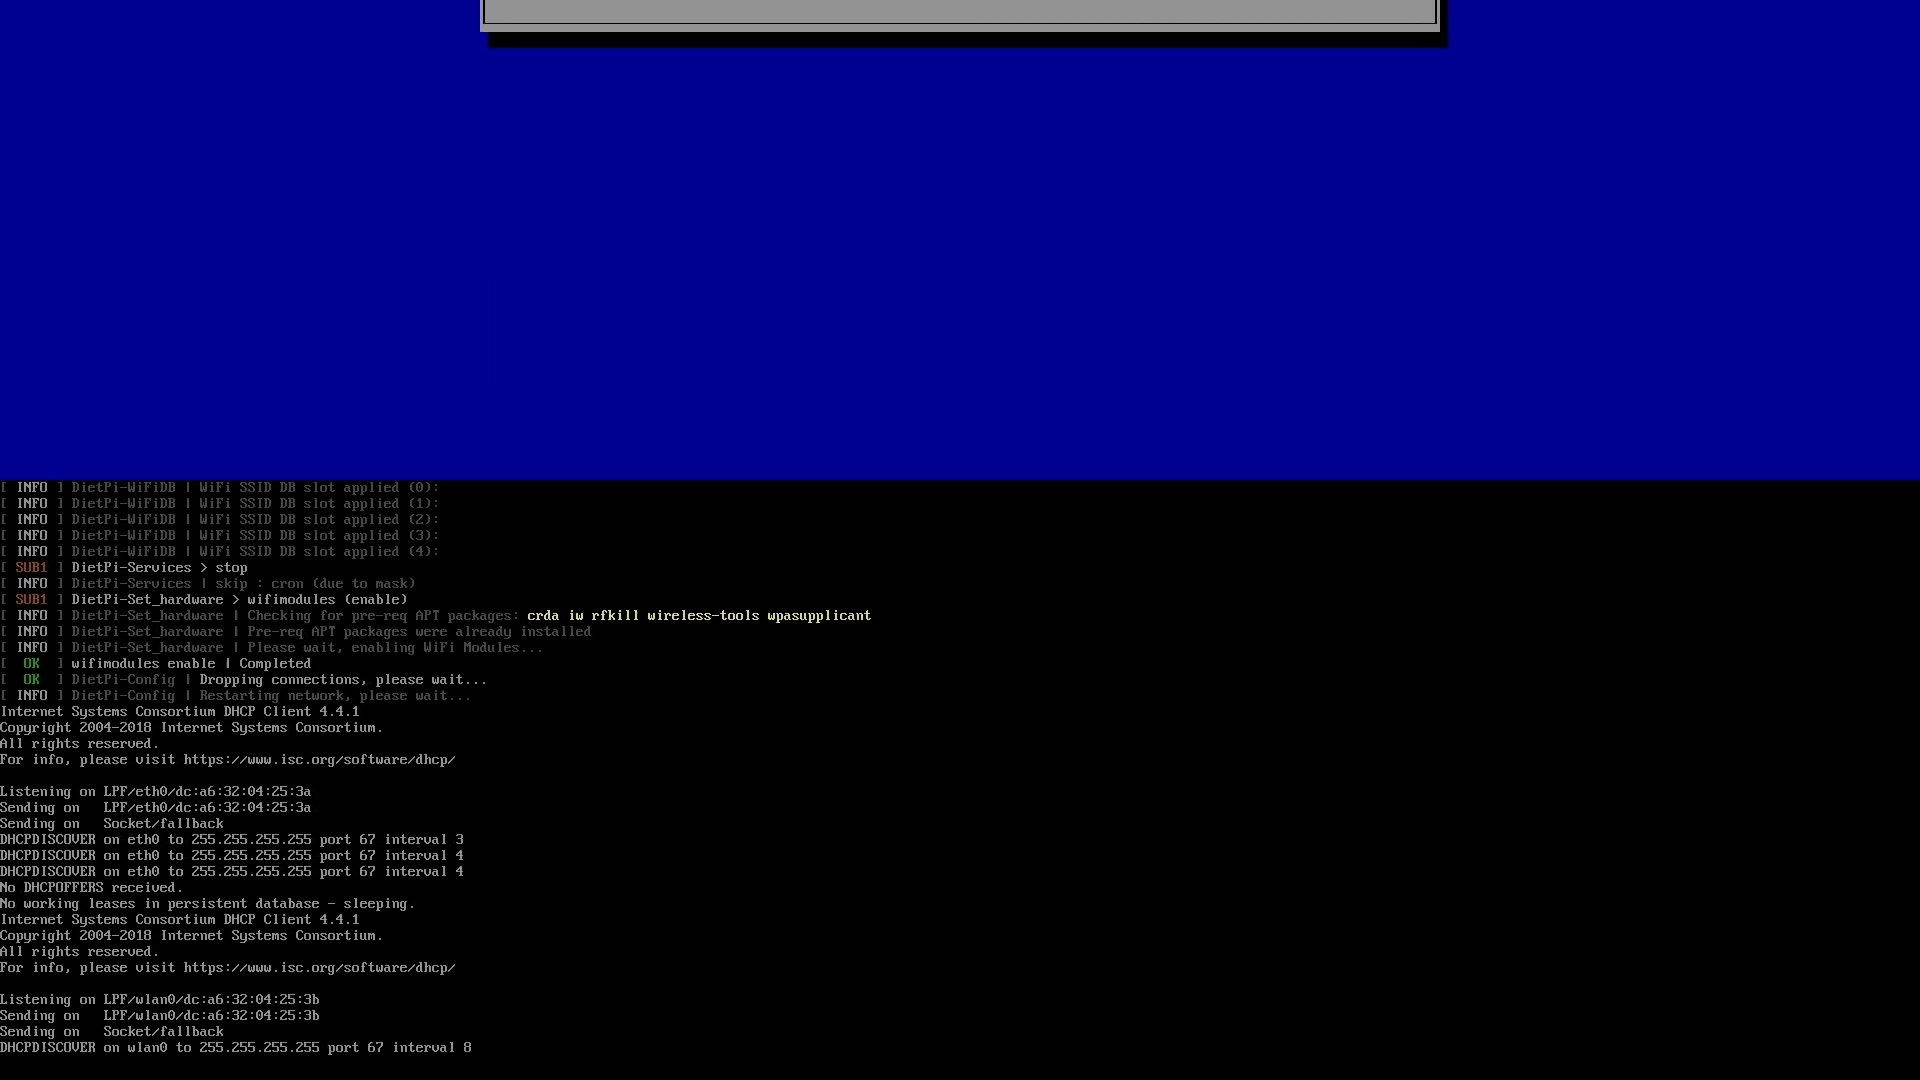 [ INFO ] DietPi-WiFiDB | WiFi SSID DB slot applied (0):
[ INFO ] DietPi-WiFiDB | WiFi SSID DB slot applied (1):
[ INFO ] DietPi-WiFiDB | WiFi SSID DB slot applied (2):
[ INFO ] DietPi-WiFiDB | WiFi SSID DB slot applied (3):
[ INFO ] DietPi-WiFiDB | WiFi SSID DB slot applied (4):
[ SUB1 ] DietPi-Services > stop
[ INFO ] DietPi-Services | skip : cron (due to mask)
[ SUB1 ] DietPi-Set_hardware > wifimodules (enable)
[ INFO ] DietPi-Set_hardware | Checking for pre-req APT packages: crda iw rfkill wireless-tools wpasupplicant
[ INFO ] DietPi-Set_hardware | Pre-req APT packages were already installed
[ INFO ] DietPi-Set_hardware | Please wait, enabling WiFi Modules...
[  OK  ] wifimodules enable | Completed
[  OK  ] DietPi-Config | Dropping connections, please wait...
[ INFO ] DietPi-Config | Restarting network, please wait...
Internet Systems Consortium DHCP Client 4.4.1
Copyright 2004-2018 Internet Systems Consortium.
All rights reserved.
For info, please visit https://www.isc.org/software/dhcp/
Listening on LPF/eth0/dc:a6:32:04:25:3a
Sending on   LPF/eth0/dc:a6:32:04:25:3a
Sending on   Socket/fallback
DHCPDISCOVER on eth0 to 255.255.255.255 port 67 interval 3
DHCPDISCOVER on eth0 to 255.255.255.255 port 67 interval 4
DHCPDISCOVER on eth0 to 255.255.255.255 port 67 interval 4
No DHCPOFFERS received.
No working leases in persistent database - sleeping.
Internet Systems Consortium DHCP Client 4.4.1
Copyright 2004-2018 Internet Systems Consortium.
All rights reserved.
For info, please visit https://www.isc.org/software/dhcp/
Listening on LPF/wlan0/dc:a6:32:04:25:3b
Sending on   LPF/wlan0/dc:a6:32:04:25:3b
Sending on   Socket/fallback
DHCPDISCOVER on wlan0 to 255.255.255.255 port 67 interval 8